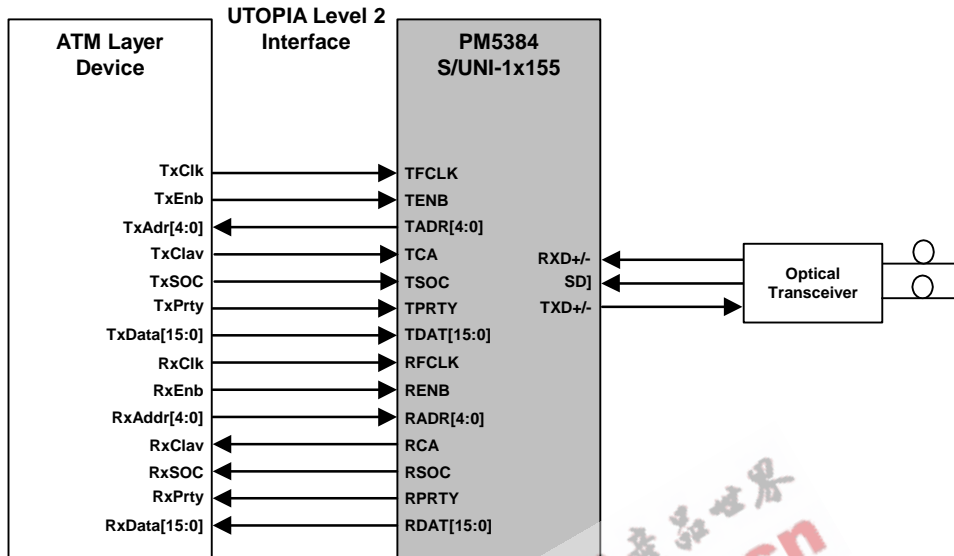 UTOPIA Level 2
Interface
ATM Layer
Device
PM5384
S/UNI-1x155
TxClk
TFCLK
TxEnb
TENB
TxAdr[4:0]
TADR[4:0]
TxClav
TCA
TxSOC
TSOC
TxPrty
TPRTY
TxData[15:0]
TDAT[15:0]
RxClk
RFCLK
RxEnb
RENB
RxAddr[4:0]
RADR[4:0]
RxClav
RCA
RxSOC
RSOC
RxPrty
RPRTY
RxData[15:0]
RDAT[15:0]
RXD+/-
SD]
TXD+/-
Optical
Transceiver
品世界